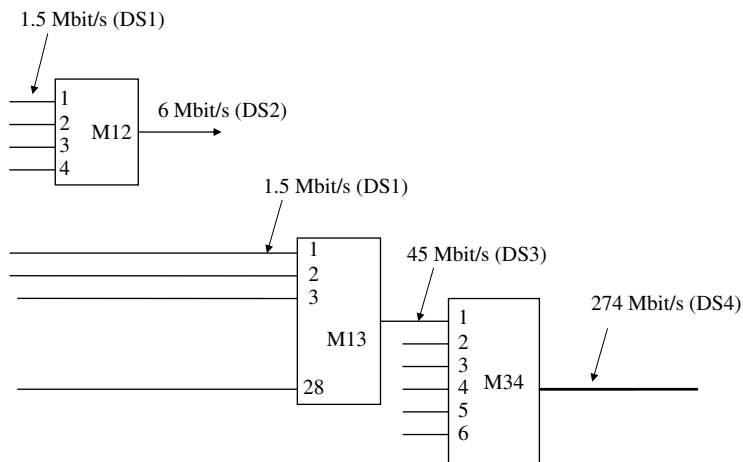 1.5 Mbit/s (DS1)
1
2
3
4
M12
6 Mbit/s (DS2)
1.5 Mbit/s (DS1)
1
2
3
28
M13
45 Mbit/s (DS3)
1
2
3
4
5
6
M34
274 Mbit/s (DS4)